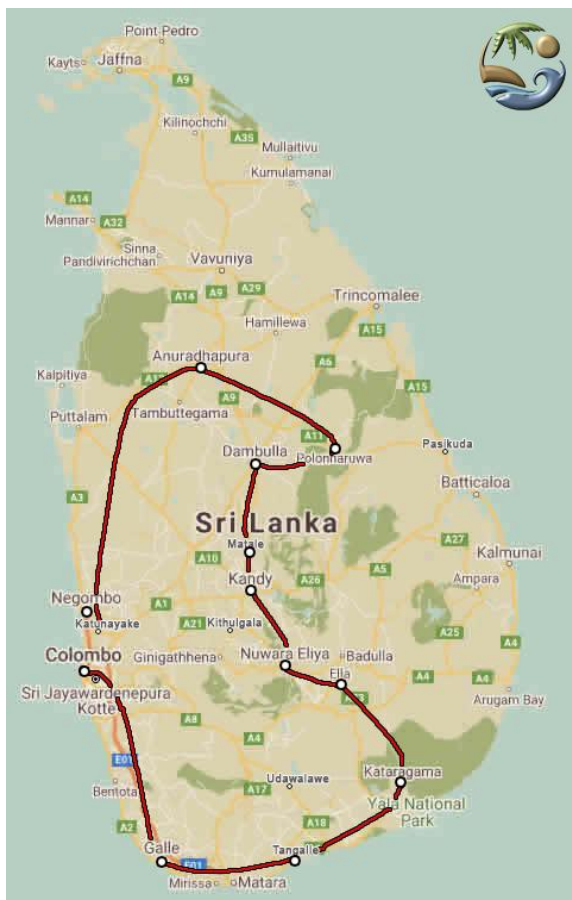 Point Pedro
Kayts
Jaffna
A9
Kilinochchi
A35
Mullaitivu
Kumulamanai
A14
Mannar
A32
Sinna
Pandivirichchan
Vavuniya
A14
A9
A29
Trincomalee
Hamillewa
A15
Anuradhapura
A6
Kalpitiya
A9
A15
Tambuttegama
Puttalam
A11
Dambulla
Polonnaruwa
Pasikuda
Batticaloa
A3
Sri Lanka
A27
Matale
Kalmunai
A10
A5
Kandy
A26
Ampara
Negombo
A1
A21
Kithulgala
A25
A4
Katunayake
Colombo
Ginigathhena
Nuwara Eliya
Badulla
Ella
A4
A4
Sri Jayawardenepura
Kotte
Arugam Bay
A8
A4
E01
Bentota
Udawalawe
Kataragama
A17
Yala National
Park
A2
A18
Galle
Tangalle
E01
Mirissa
Matara